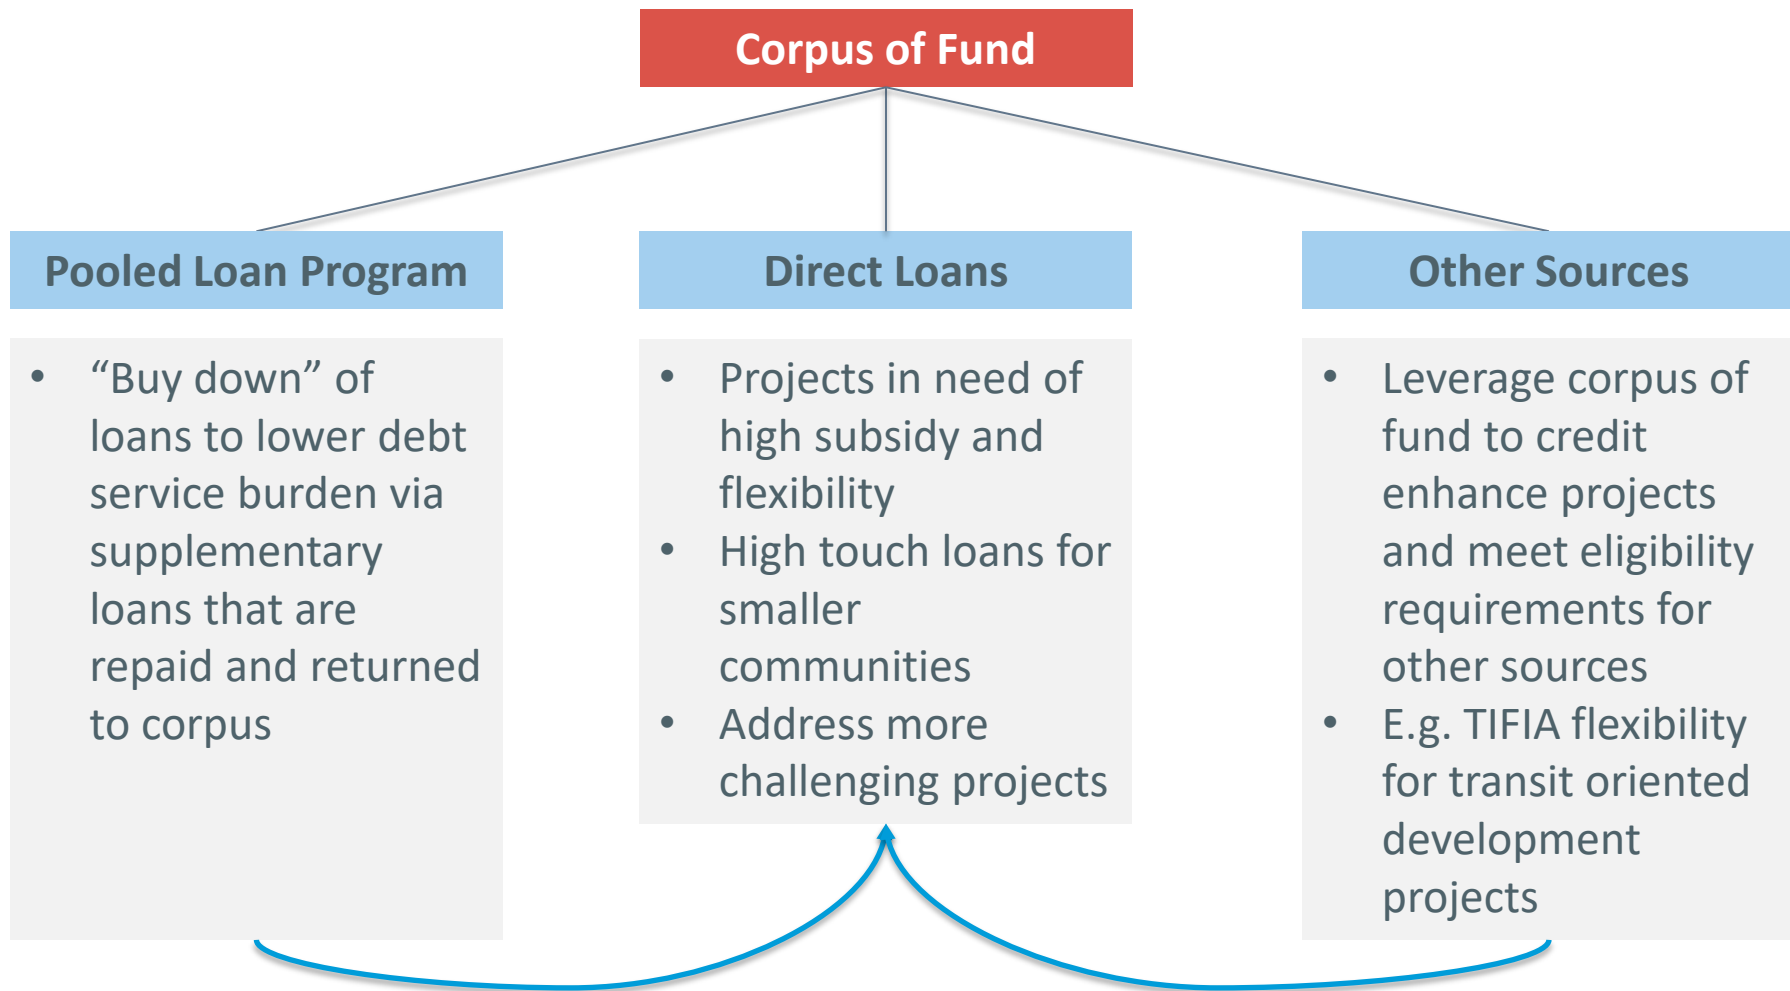 Corpus of Fund
Pooled Loan Program
• “Buy down” of
loans to lower debt
service burden via
supplementary
loans that are
repaid and returned
to corpus
Direct Loans
• Projects in need of
high subsidy and
flexibility
• High touch loans for
smaller
communities
• Address more
challenging projects
Other Sources
• Leverage corpus of
fund to credit
enhance projects
and meet eligibility
requirements for
other sources
• E.g. TIFIA flexibility
for transit oriented
development
projects